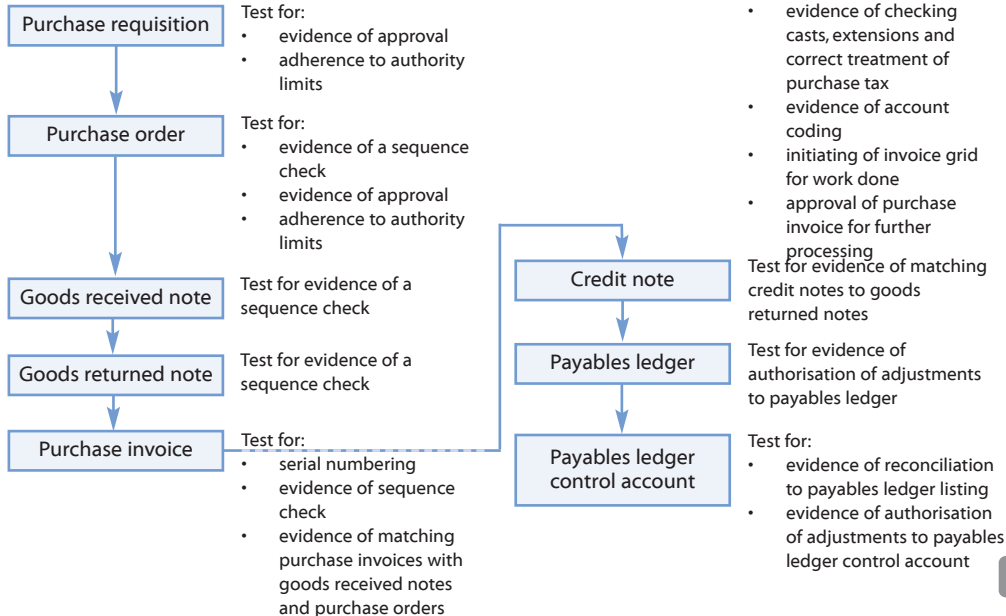 Purchase requisition
Test for:
• evidence of approval
• adherence to authority
limits
Purchase order
Test for:
• evidence of a sequence
check
• evidence of approval
• adherence to authority
limits
Goods received note
Test for evidence of a
sequence check
Goods returned note
Test for evidence of a
sequence check
Purchase invoice
Test for:
• serial numbering
• evidence of sequence
check
• evidence of matching
purchase invoices with
goods received notes
and purchase orders
• evidence of checking
casts, extensions and
correct treatment of
purchase tax
• evidence of account
coding
• initiating of invoice grid
for work done
• approval of purchase
invoice for further
processing
Credit note
Test for evidence of matching
credit notes to goods
returned notes
Payables ledger
Test for evidence of
authorisation of adjustments
to payables ledger
Payables ledger
control account
Test for:
• evidence of reconciliation
to payables ledger listing
• evidence of authorisation
of adjustments to payables
ledger control account